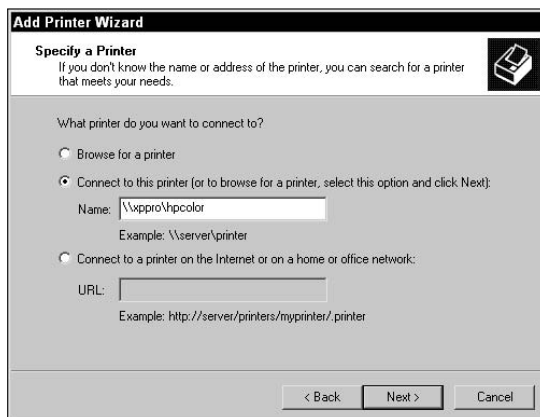 Add Printer Wizard
Specify a Printer
If you don't know the name or address of the printer, you can search for a printer
that meets your needs.
What printer do you want to connect to?
Browse for a printer
Connect to this printer (or to browse for a printer, select this option and click Next):
Name: \\xppro\hpcolor
Example: \\server\printer
Connect to a printer on the Internet or on a home or office network:
URL:
Example: http://server/printers/myprinter/.printer
< Back Next > Cancel